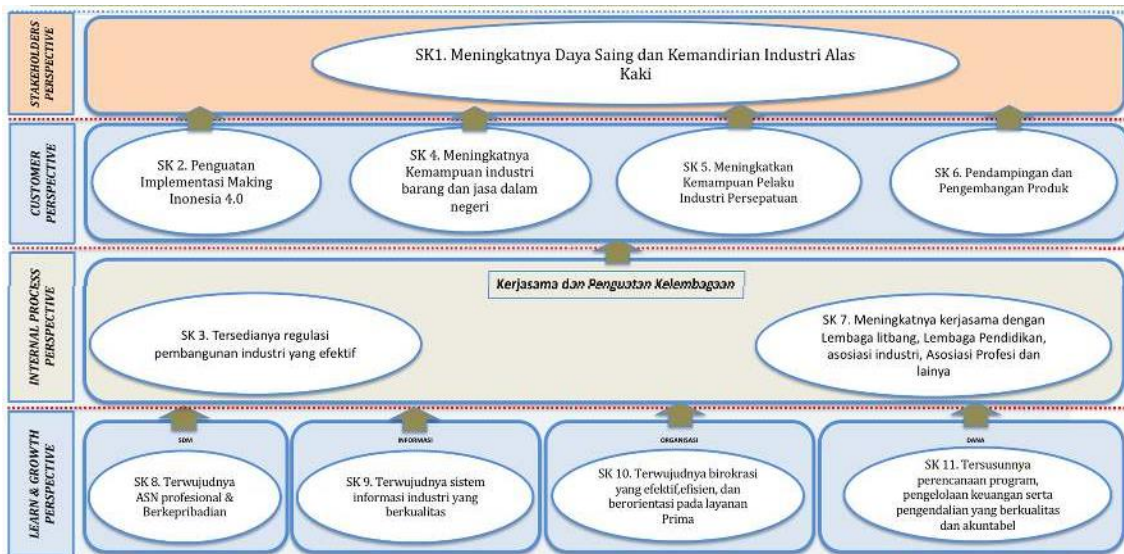 STAKEHOLDERS
PERSPECTIVE
SK1. Meningkatnya Daya Saing dan Kemandirian Industri Alas
Kaki
CUSTOMER
PERSPECTIVE
SK 2. Penguatan
Implementasi Making
Inonesia 4.0
SK 4. Meningkatnya
Kemampuan industri
barang dan jasa dalam
negeri
SK 5. Meningkatkan
Kemampuan Pelaku
Industri Persepatuan
SK 6. Pendampingan dan
Pengembangan Produk
INTERNAL PROCESS
PERSPECTIVE
Kerjasama dan Penguatan Kelembagaan
SK 3. Tersedianya regulasi
pembangunan industri yang efektif
SK 7. Meningkatnya kerjasama dengan
Lembaga litbang, Lembaga Pendidikan,
asosiasi industri, Asosiasi Profesi dan
lainya
LEARN & GROWTH
PERSPECTIVE
SDM
SK 8. Terwujudnya
ASN profesional &
Berkepribadian
INFORMASI
SK 9. Terwujudnya sistem
informasi industri yang
berkualitas
ORGANISASI
SK 10. Terwujudnya birokrasi
yang efektif,efisien, dan
berorientasi pada layanan
Prima
DANA
SK 11. Tersusunnya
perencanaan program,
pengelolaan keuangan serta
pengendalian yang berkualitas
dan akuntabel